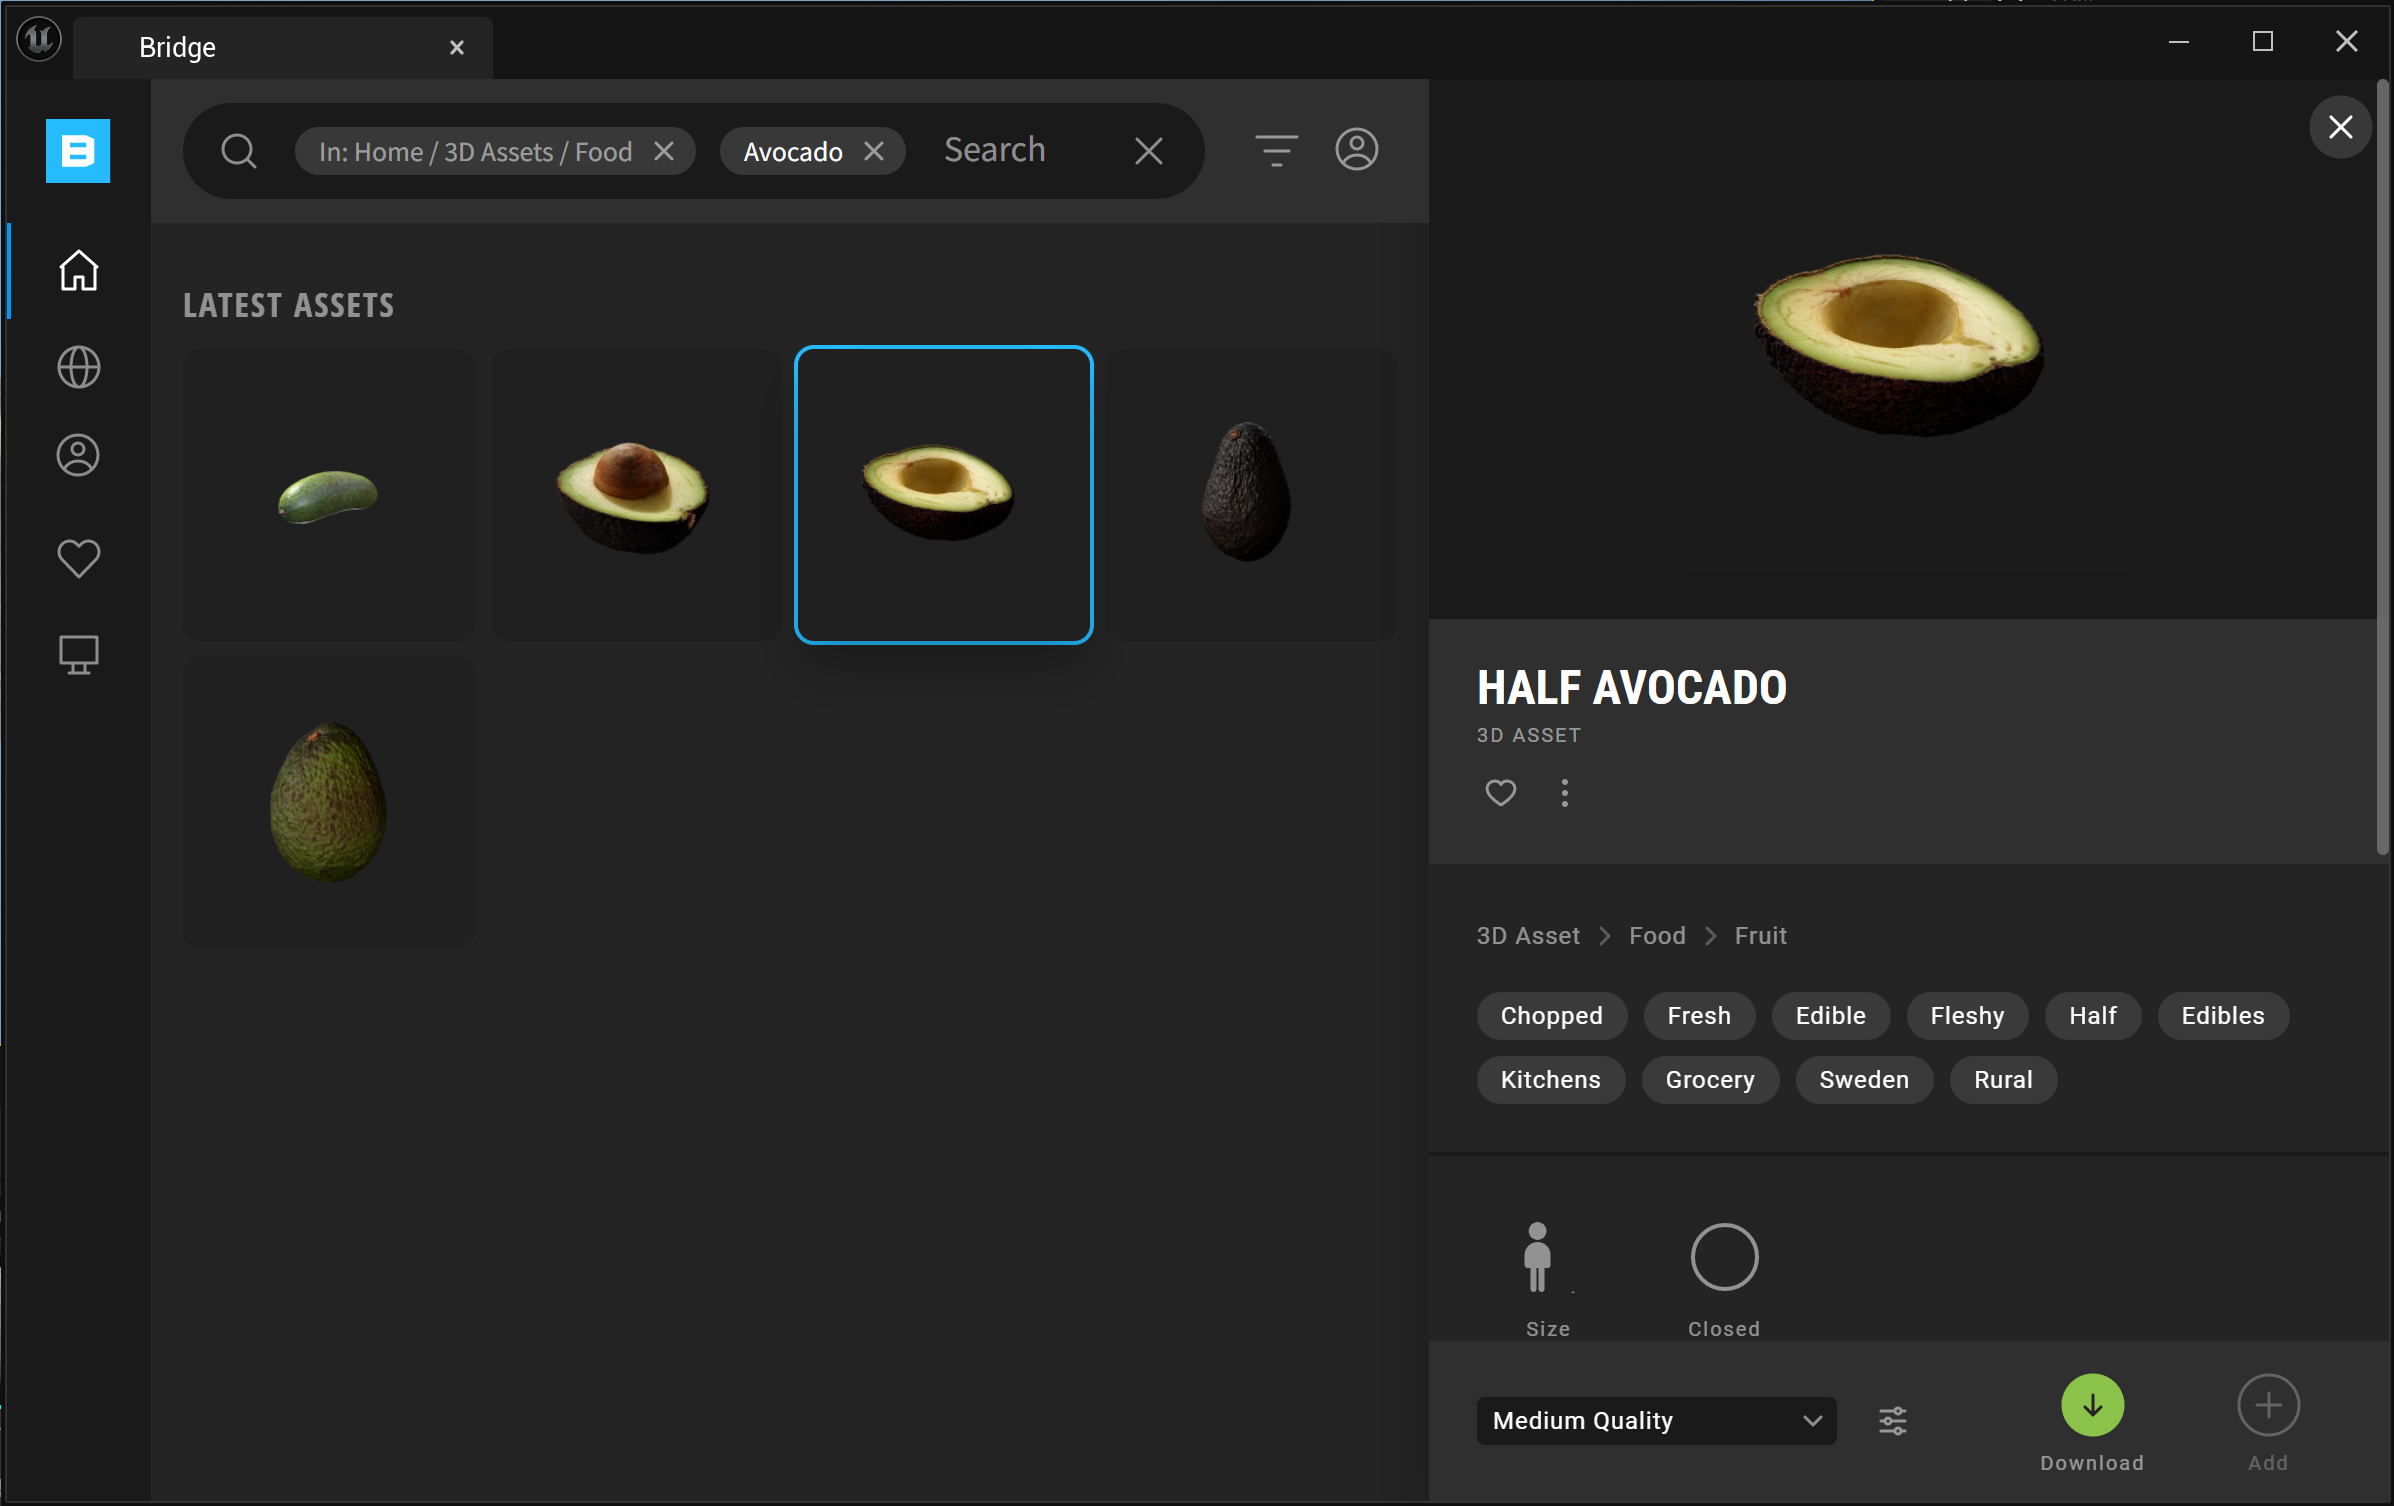 Bridge
In: Home / 3D Assets / Food
Avocado
Search
LATEST ASSETS
HALF AVOCADO
3D ASSET
3D Asset > Food > Fruit
Chopped Fresh Edible Fleshy Half Edibles
Kitchens Grocery Sweden Rural
Size Closed
Medium Quality
Download Add